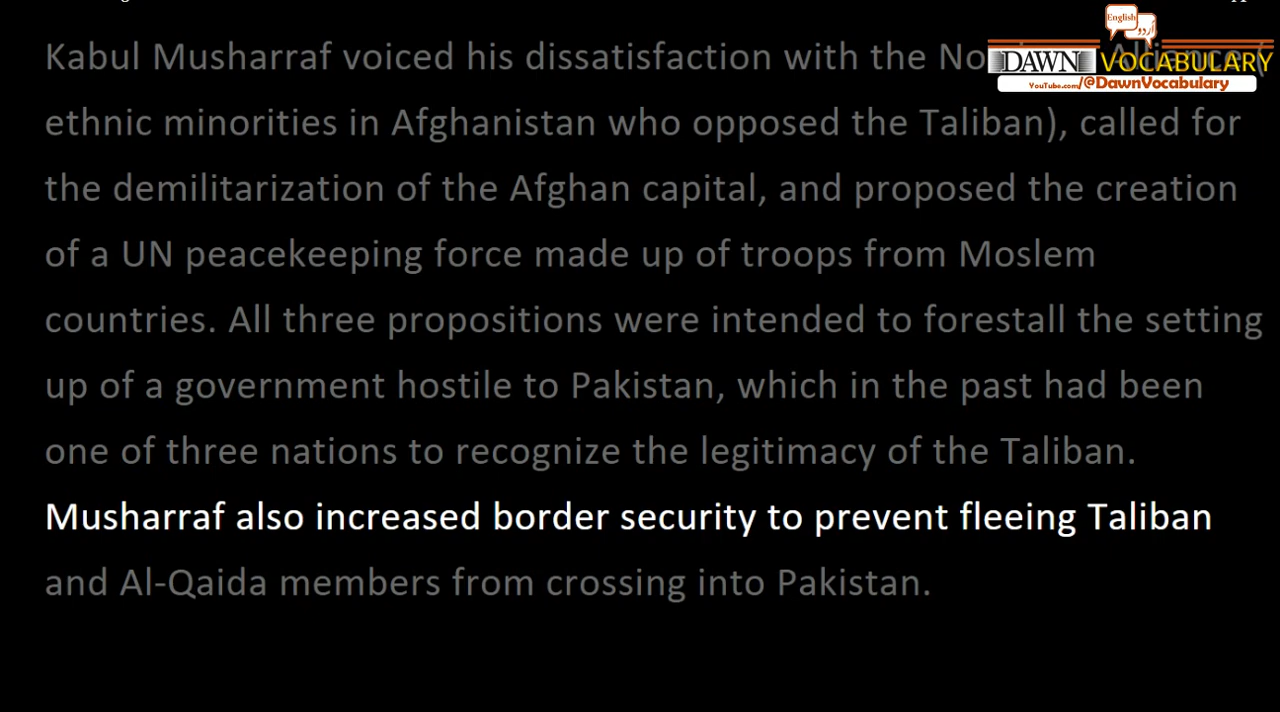 English
اُردو
DAWN VOCABULARY
YouTube.com/@DawnVocabulary
Kabul Musharraf voiced his dissatisfaction with the No
ethnic minorities in Afghanistan who opposed the Taliban), called for
the demilitarization of the Afghan capital, and proposed the creation
of a UN peacekeeping force made up of troops from Moslem
countries. All three propositions were intended to forestall the setting
up of a government hostile to Pakistan, which in the past had been
one of three nations to recognize the legitimacy of the Taliban.
Musharraf also increased border security to prevent fleeing Taliban
and Al-Qaida members from crossing into Pakistan.